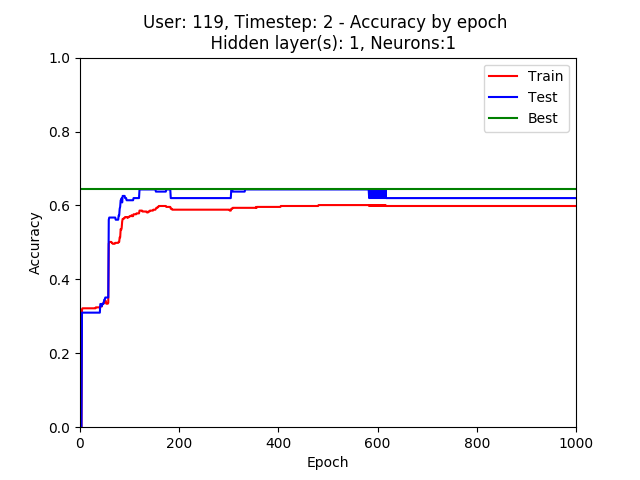 User: 119, Timestep: 2 - Accuracy by epoch
Hidden layer(s): 1, Neurons:1
1.0
0.8
0.6
0.4
0.2
0.0
Accuracy
Train
Test
Best
0 200 400 600 800 1000
Epoch